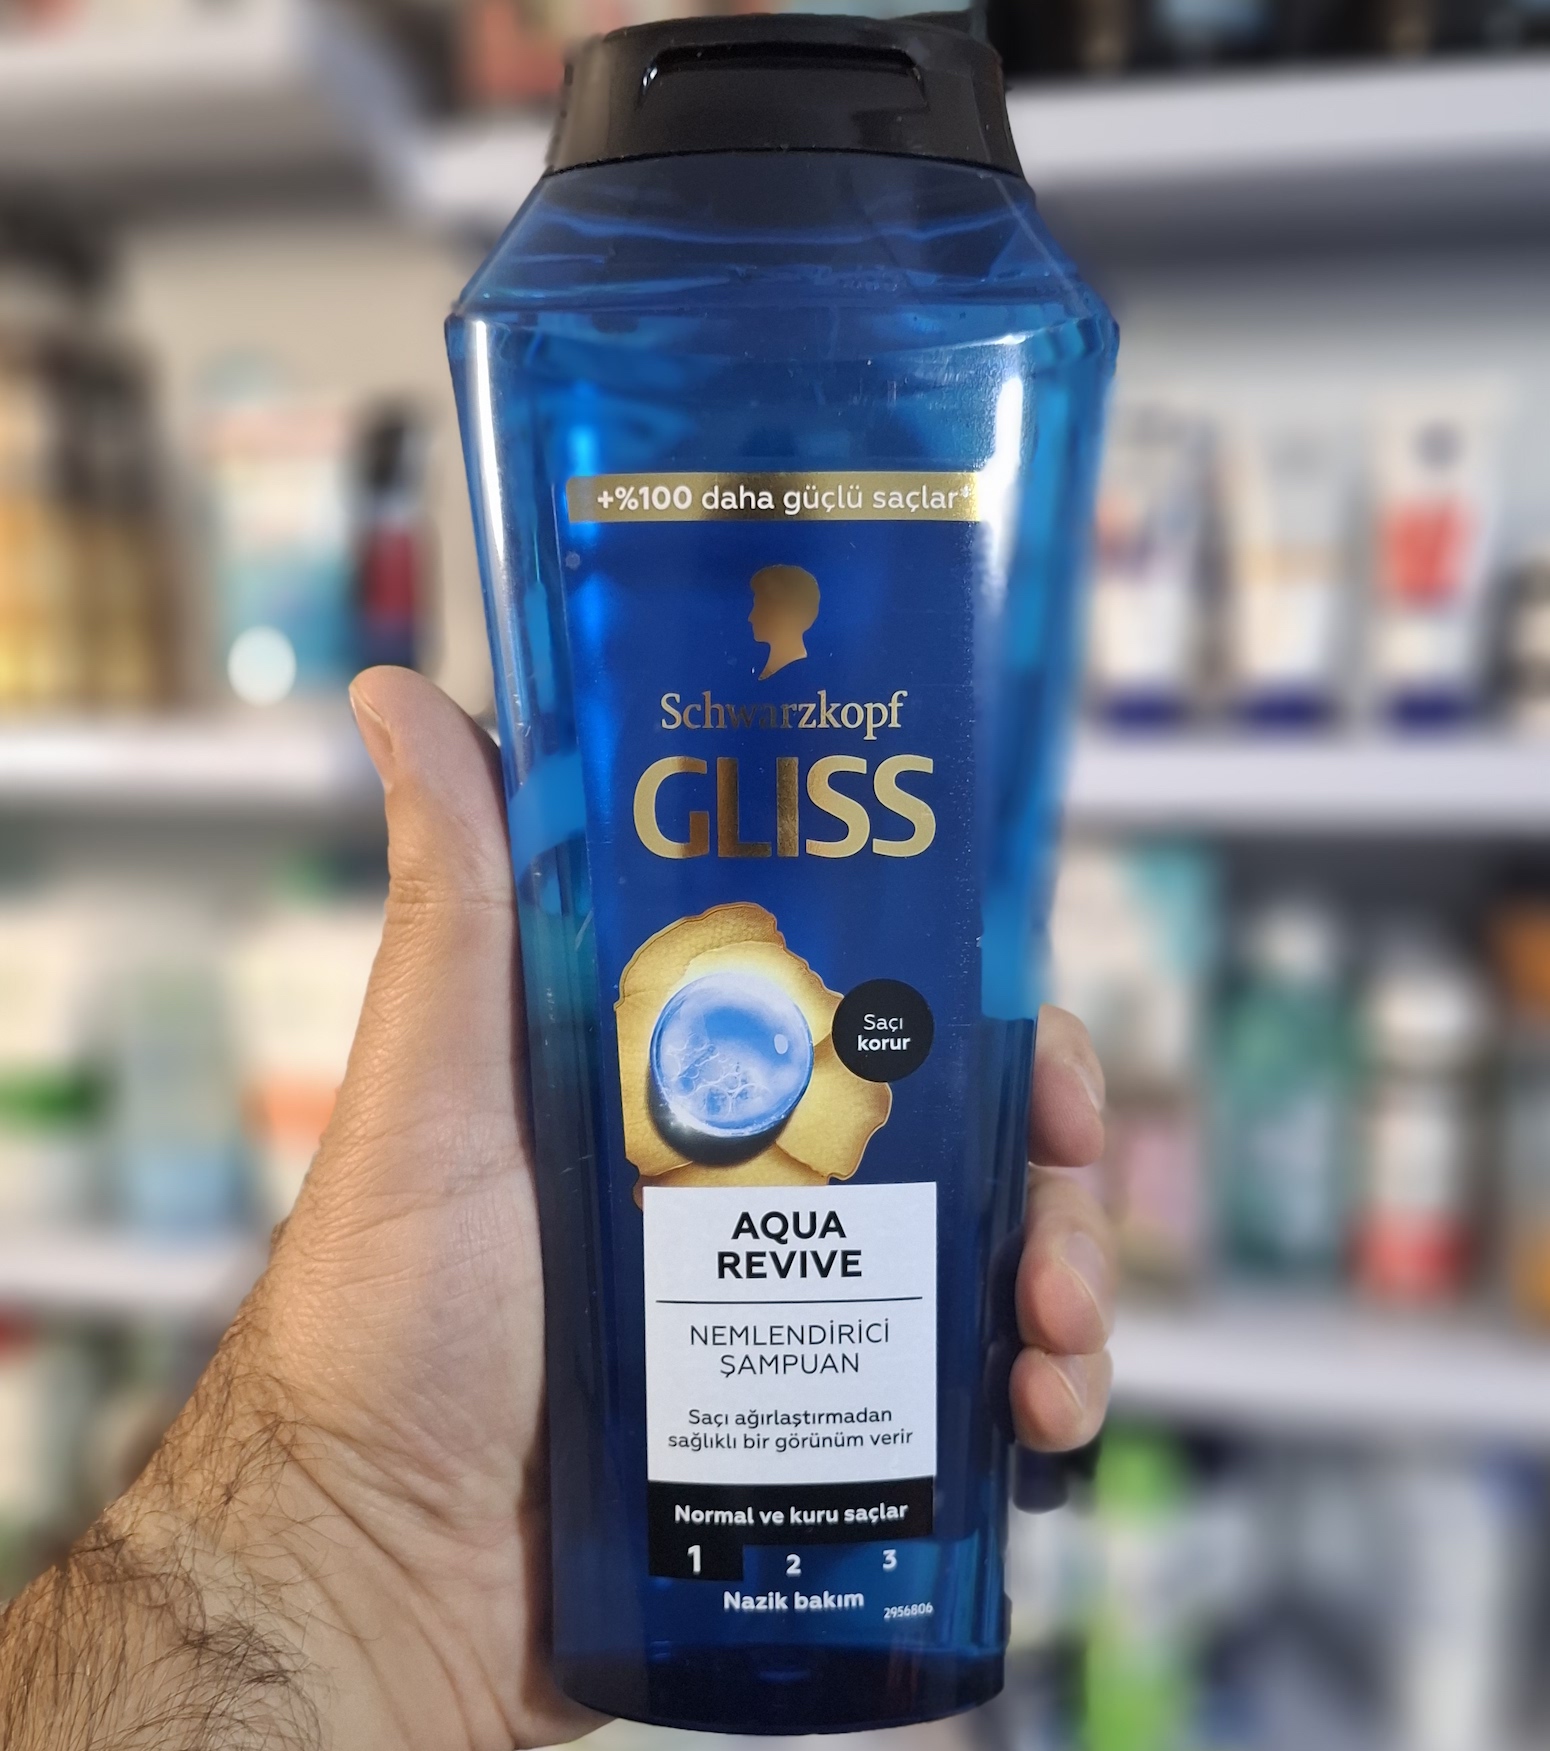 +%100 daha güçlü saçlar*
Schwarzkopf
GLISS
Saçı
korur
AQUA
REVIVE
NEMLENDİRİCİ
ŞAMPUAN
Saçı ağırlaştırmadan
sağlıklı bir görünüm verir
Normal ve kuru saçlar
1 2 3
Nazik bakım
2956806